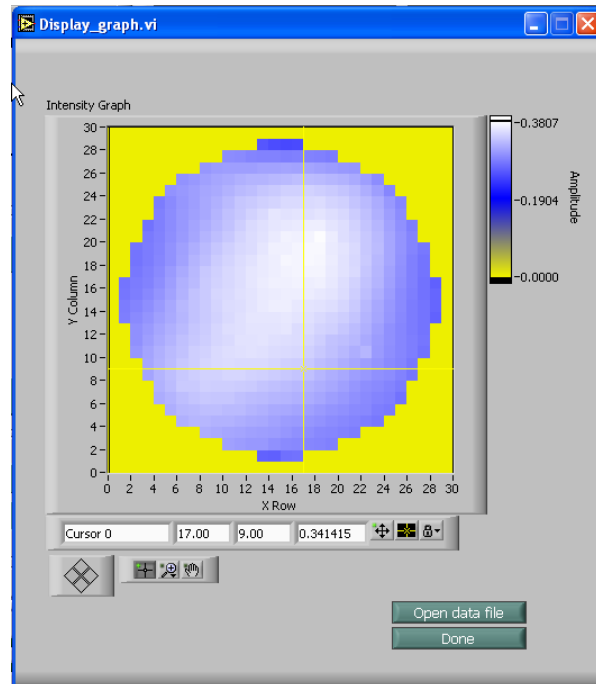 Display_graph.vi
Intensity Graph
30
28
26
24
22
20
18
16
14
12
10
8
6
4
2
0
Y Column
0 2 4 6 8 10 12 14 16 18 20 22 24 26 28 30
X Row
0.3807
0.1904
0.0000
Amplitude
Cursor 0 17.00 9.00 0.341415
Open data file
Done